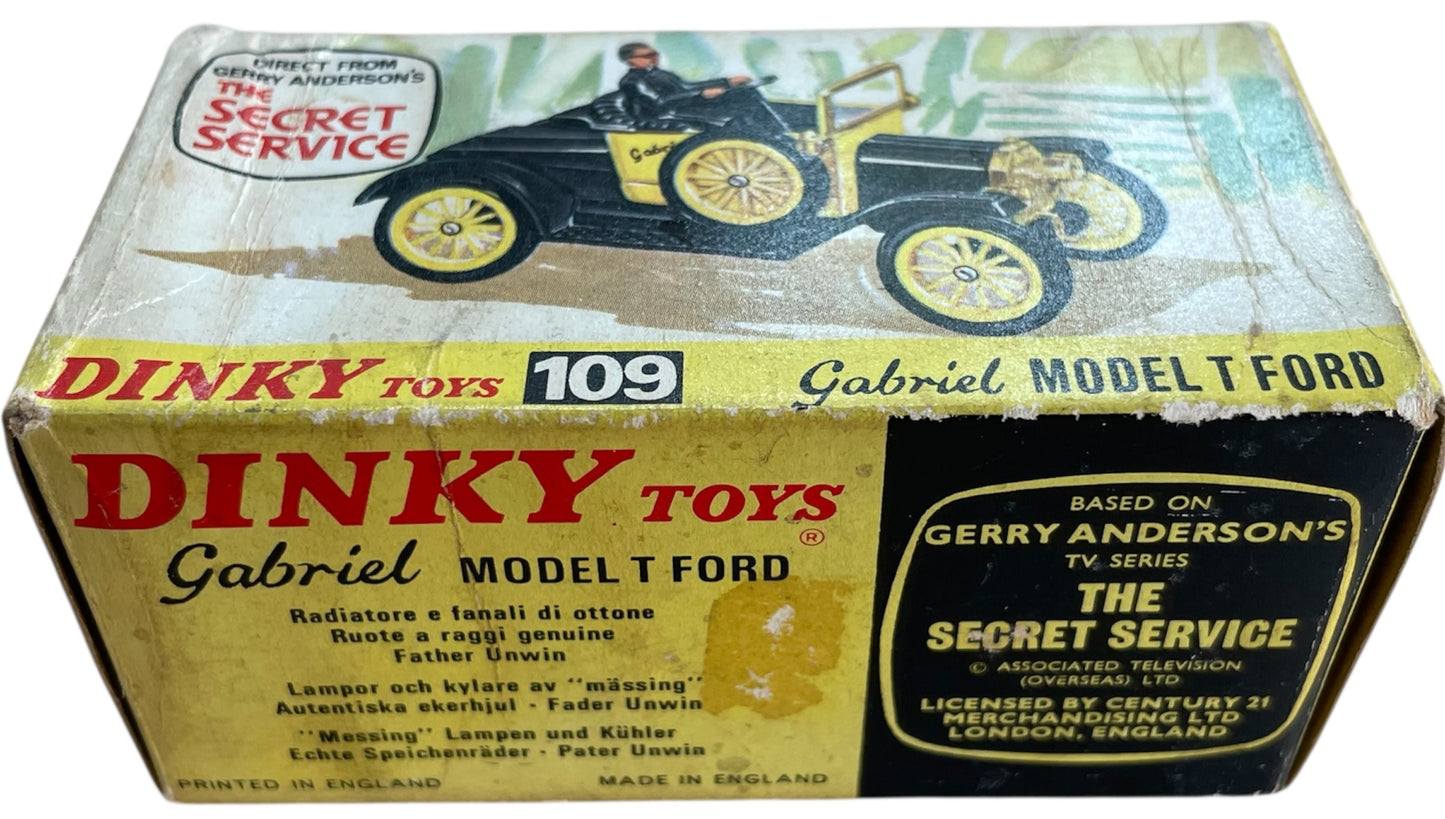 DIRECT FROM
GERRY ANDERSON'S
THE
SECRET
SERVICE
DINKY TOYS 109 Gabriel MODEL T FORD
DINKY TOYS®
Gabriel MODEL T FORD
Radiatore e fanali di ottone
Ruote a raggi genuine
Father Unwin
Lampor och kylare av "mässing"
Autentiska ekerhjul - Fader Unwin
"Messing" Lampen und Kühler
Echte Speichenräder - Pater Unwin
PRINTED IN ENGLAND MADE IN ENGLAND
BASED ON
GERRY ANDERSON'S
TV SERIES
THE
SECRET SERVICE
© ASSOCIATED TELEVISION
(OVERSEAS) LTD
LICENSED BY CENTURY 21
MERCHANDISING LTD
LONDON, ENGLAND